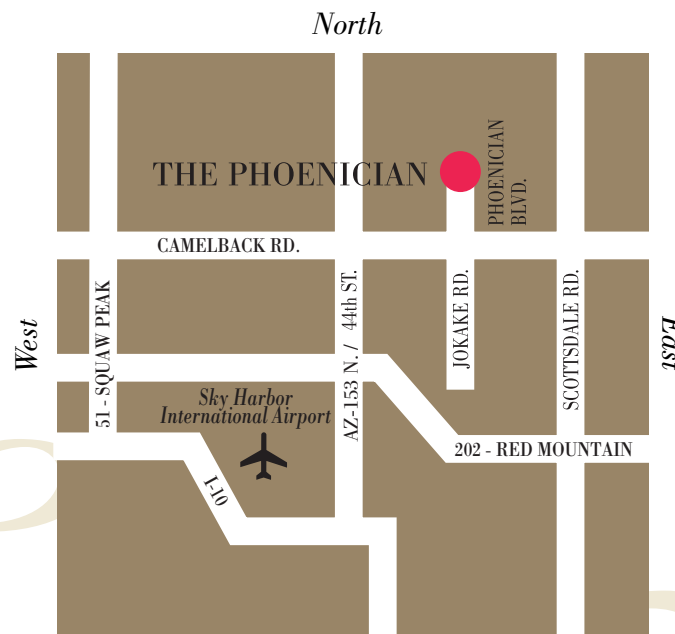 North
THE PHOENICIAN
PHOENICIAN
BLVD.
CAMELBACK RD.
West
51 - SQUAW PEAK
AZ-153 N. / 44th ST.
JOKAKE RD.
SCOTTSDALE RD.
East
Sky Harbor
International Airport
202 - RED MOUNTAIN
I-10